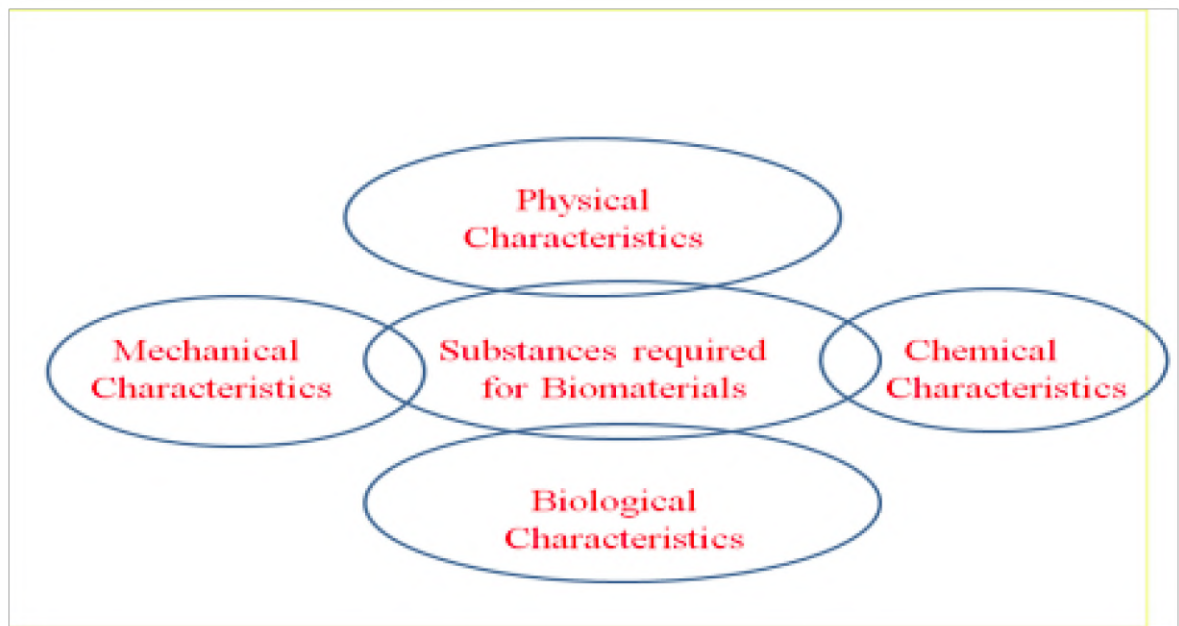 Physical
Characteristics
Mechanical
Characteristics
Substances required
for Biomaterials
Chemical
Characteristics
Biological
Characteristics